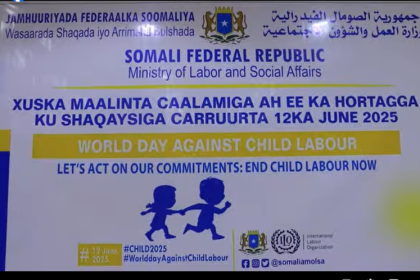 JAMHUURIYADA FEDERAALKA SOOMALIYA
جمهورية الصومال الفيدرالية
Wasaarada Shaqada iyo Arrimaha Bulshada
وزارة العمل والشؤون الاجتماعية
SOMALI FEDERAL REPUBLIC
Ministry of Labor and Social Affairs
XUSKA MAALINTA CAALAMIGA AH EE KA HORTAGGA
KU SHAQAYSIGA CARRUURTA 12KA JUNE 2025
WORLD DAY AGAINST CHILD LABOUR
LET'S ACT ON OUR COMMITMENTS: END CHILD LABOUR NOW
# 12 June 2025
#CHILD2025
#WorlddayAgainstChildLabour
International
Labour
Organization
@somaliamolsa